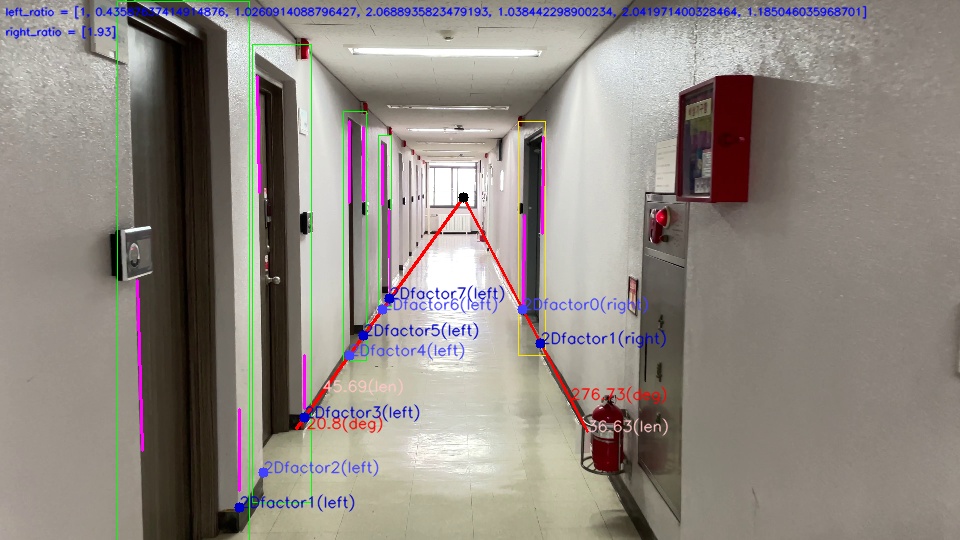 left_ratio = [1, 0.43557637414914876, 1.0260914088796427, 2.0688935823479193, 1.038442298900234, 2.041971400328464, 1.185046035968701]
right_ratio = [1.93]
2Dfactor7(left)
2Dfactor6(left)
2Dfactor0(right)
2Dfactor5(left)
2Dfactor1(right)
2Dfactor4(left)
45.69(len)
276.73(deg)
2Dfactor3(left)
20.8(deg)
36.63(len)
2Dfactor2(left)
2Dfactor1(left)